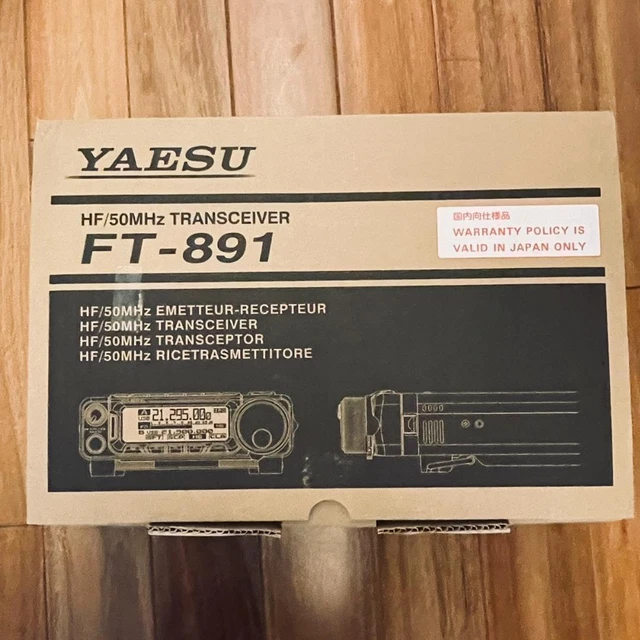 YAESU
HF/50MHz TRANSCEIVER
FT-891
国内向仕様品
WARRANTY POLICY IS
VALID IN JAPAN ONLY
HF/50MHz EMETTEUR-RECEPTEUR
HF/50MHz TRANSCEIVER
HF/50MHz TRANSCEPTOR
HF/50MHz RICETRASMETTITORE
USB 21,295.00